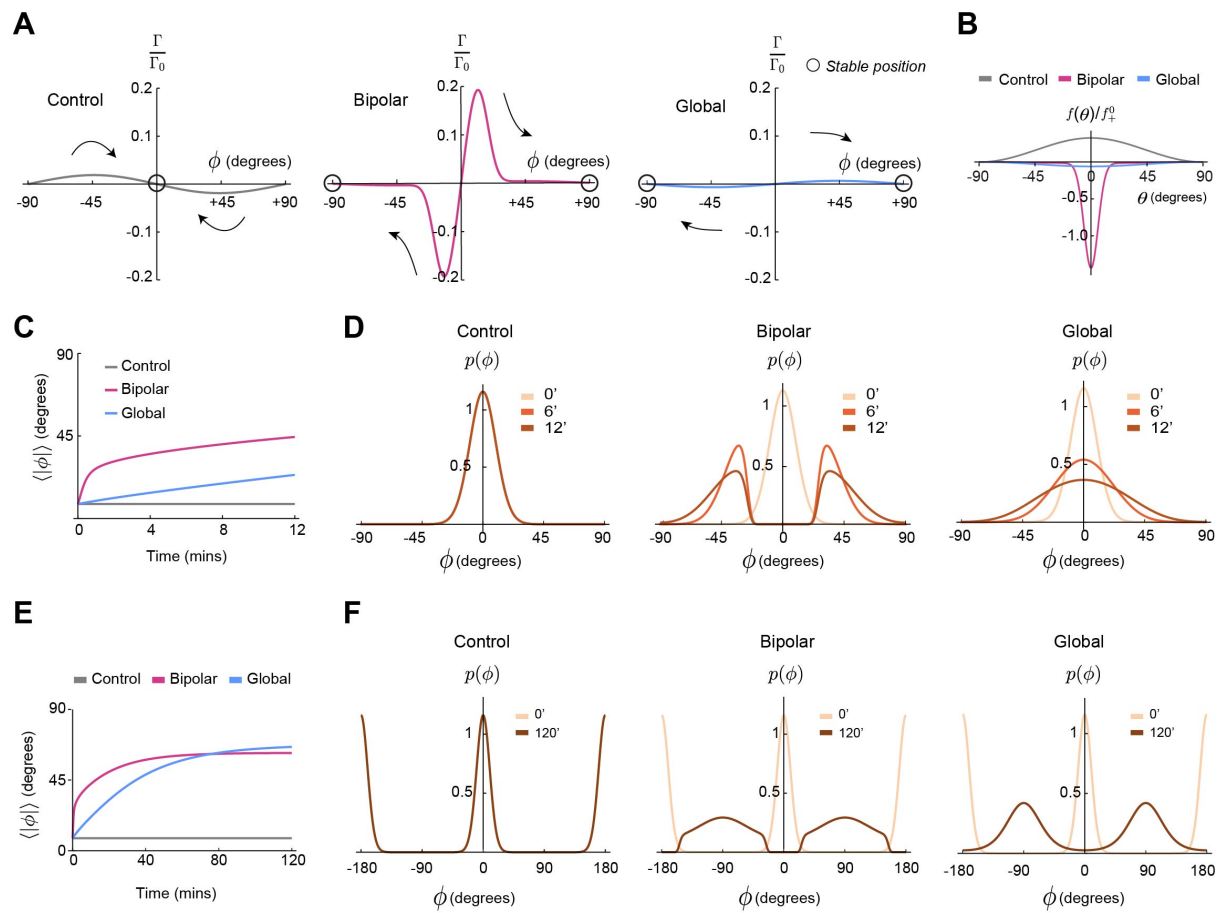 A
B
Γ
Γ₀
Control
0.2
0.1
-0.1
-0.2
-90
-45
+45
+90
ϕ (degrees)
Γ
Γ₀
Bipolar
0.2
0.1
-0.1
-0.2
-90
-45
+45
+90
ϕ (degrees)
Γ
Γ₀
Stable position
Global
0.2
0.1
-0.1
-0.2
-90
-45
+45
+90
ϕ (degrees)
Control Bipolar Global
f(θ)/f₊⁰
-90 -45 0 45 90
θ (degrees)
-0.5
-1.0
C
⟨|ϕ|⟩ (degrees)
90
45
0 4 8 12
Control
Bipolar
Global
Time (mins)
D
Control
p(ϕ)
1
0.5
0'
6'
12'
-90 -45 0 45 90
ϕ (degrees)
Bipolar
p(ϕ)
1
0.5
0'
6'
12'
-90 -45 0 45 90
ϕ (degrees)
Global
p(ϕ)
1
0.5
0'
6'
12'
-90 -45 0 45 90
ϕ (degrees)
E
Control Bipolar Global
⟨|ϕ|⟩ (degrees)
90
45
0
0 40 80 120
Time (mins)
F
Control
p(ϕ)
1
0.5
0'
120'
-180 -90 0 90 180
ϕ (degrees)
Bipolar
p(ϕ)
1
0.5
0'
120'
-180 -90 0 90 180
ϕ (degrees)
Global
p(ϕ)
1
0.5
0'
120'
-180 -90 0 90 180
ϕ (degrees)